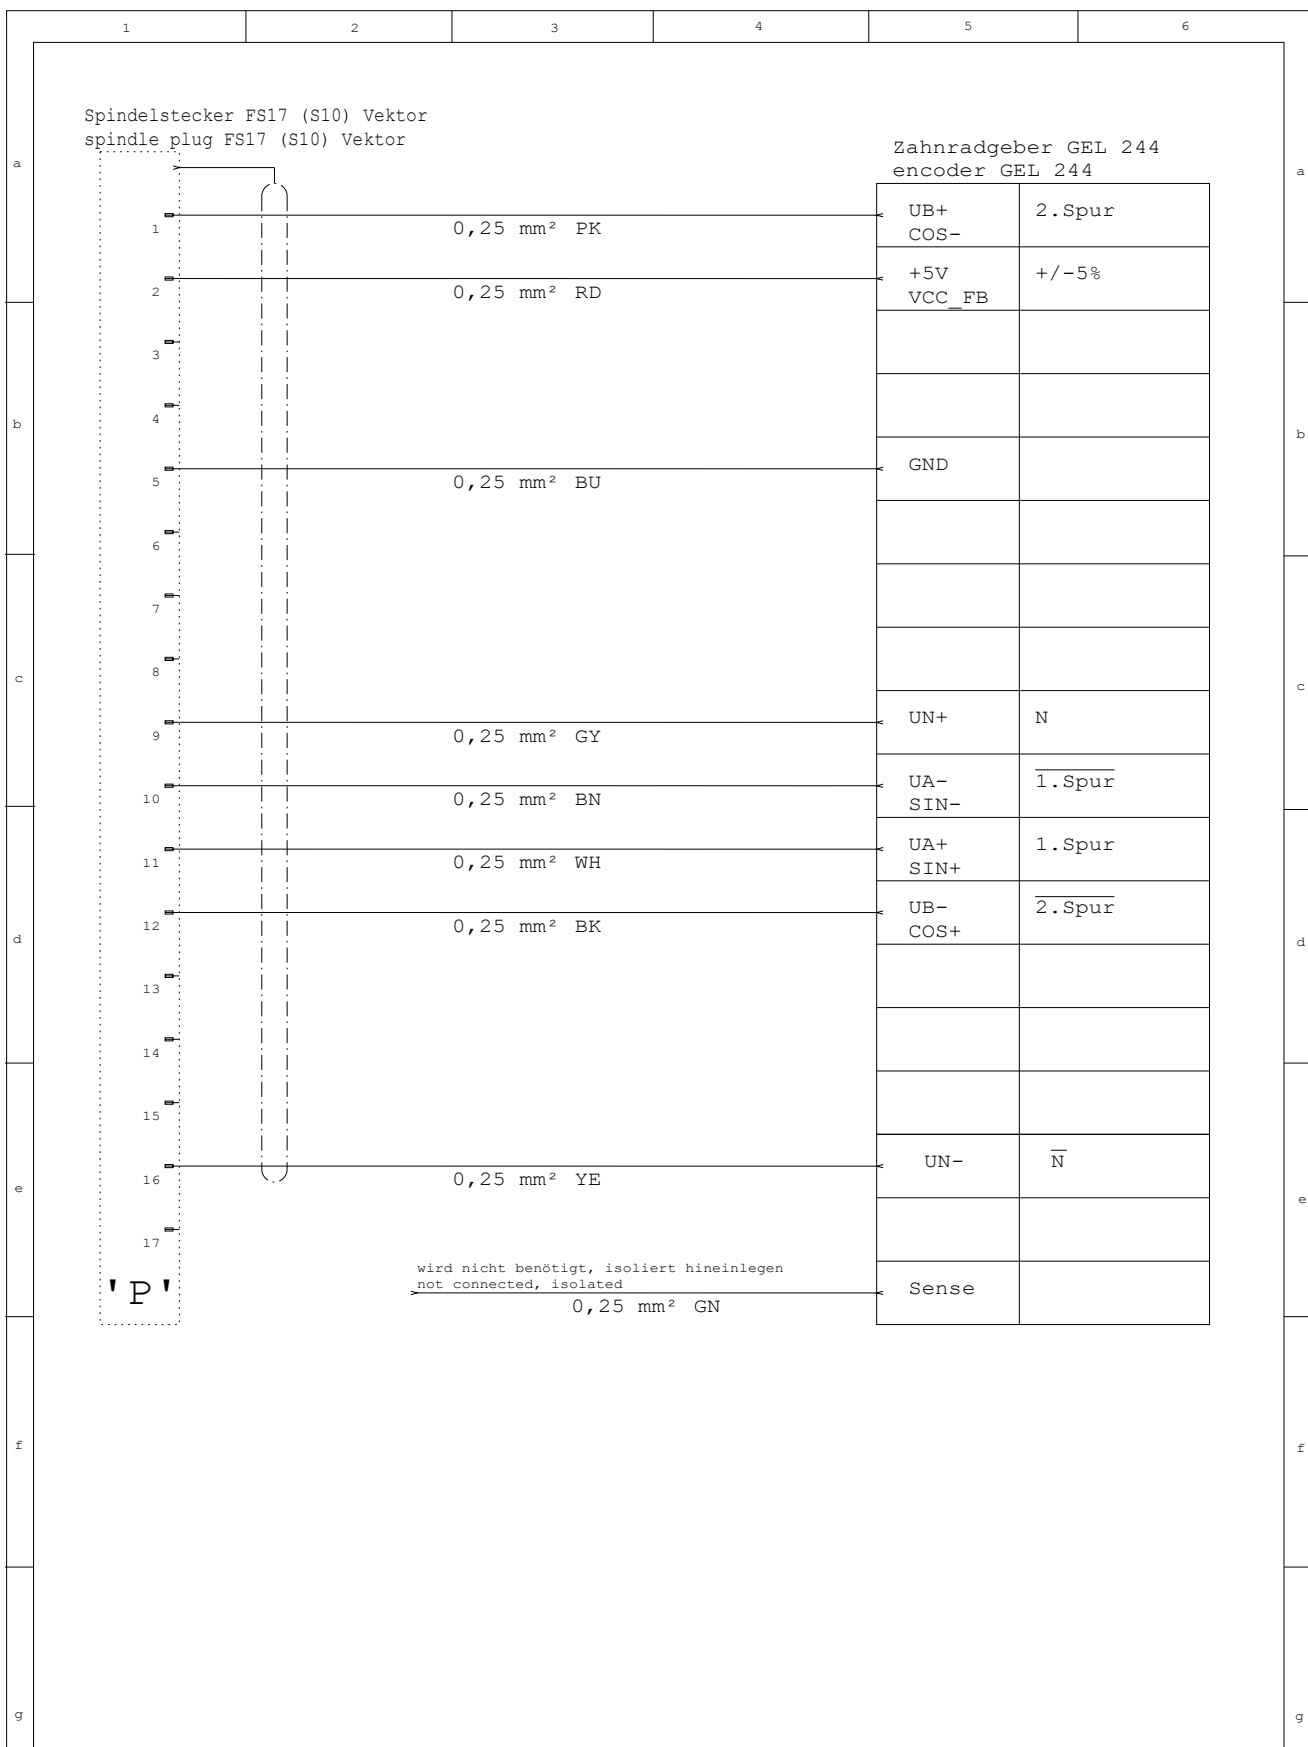 1 2 3 4 5 6
Spindelstecker FS17 (S10) Vektor
spindle plug FS17 (S10) Vektor
Zahnradgeber GEL 244
encoder GEL 244
a a
1 0,25 mm² PK UB+ 2.Spur
COS-
2 0,25 mm² RD +5V +/-5%
VCC_FB
3
4
b b
5 0,25 mm² BU GND
6
7
8
c c
9 0,25 mm² GY UN+ N
10 0,25 mm² BN UA- 1.Spur
SIN-
11 0,25 mm² WH UA+ 1.Spur
SIN+
12 0,25 mm² BK UB- 2.Spur
COS+
d d
13
14
15
16 0,25 mm² YE UN- N
e e
17
wird nicht benötigt, isoliert hineinlegen
not connected, isolated
'P' 0,25 mm² GN Sense
f f
g g